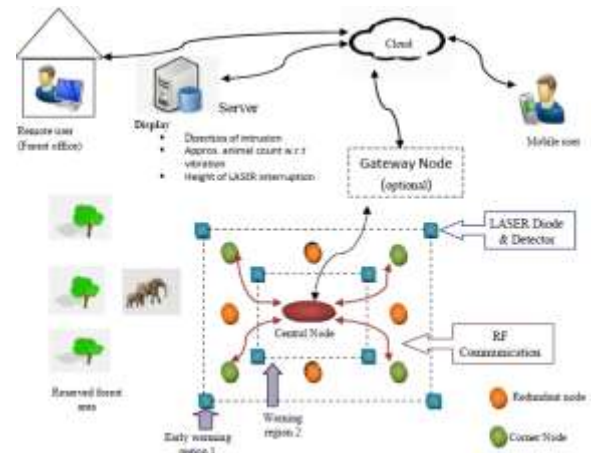 Cloud
Server
Remote user
(Forest office)
Display
Direction of intrusion
Approx. animal count w.r.t
vibration
Height of LASER interruption
Mobile user
Gateway Node
(optional)
LASER Diode
& Detector
Central Node
RF
Communication
Reserved forest
area
Warning
region 2
Early warning
region 1
Redundant node
Corner Node